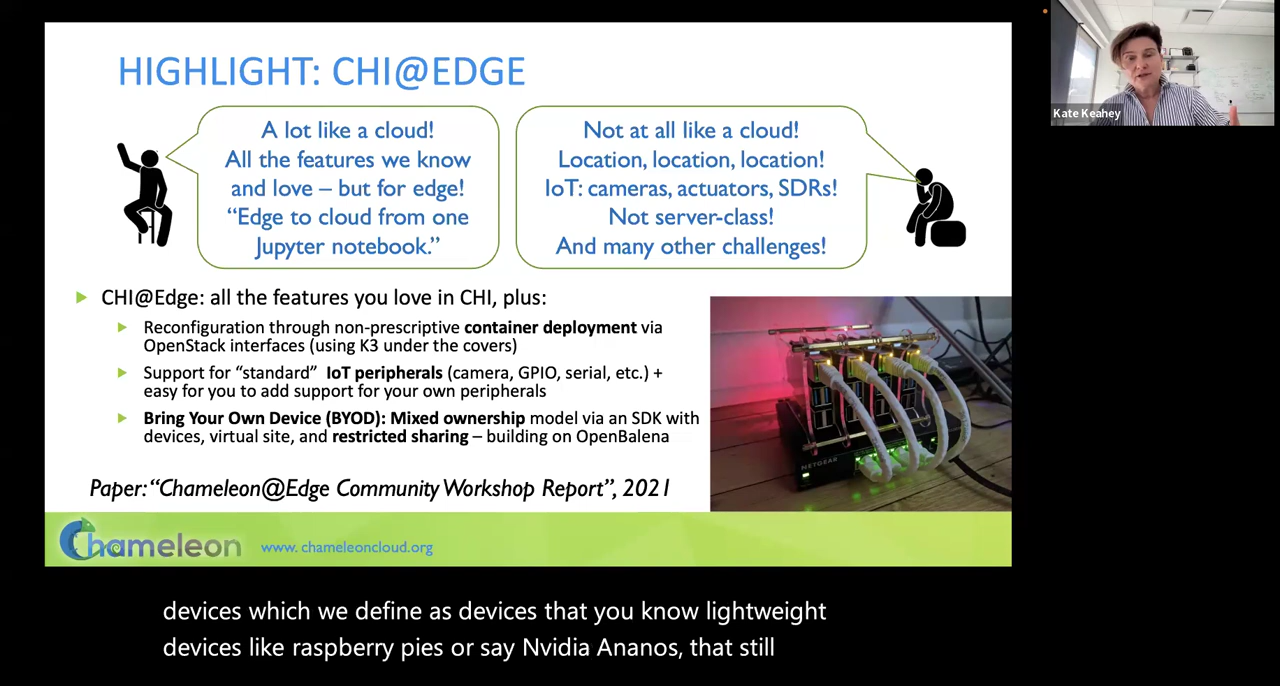 HIGHLIGHT: CHI@EDGE
A lot like a cloud!
All the features we know
and love – but for edge!
“Edge to cloud from one
Jupyter notebook.”
Not at all like a cloud!
Location, location, location!
IoT: cameras, actuators, SDRs!
Not server-class!
And many other challenges!
CHI@Edge: all the features you love in CHI, plus:
Reconfiguration through non-prescriptive container deployment via
OpenStack interfaces (using K3 under the covers)
Support for “standard” IoT peripherals (camera, GPIO, serial, etc.) +
easy for you to add support for your own peripherals
Bring Your Own Device (BYOD): Mixed ownership model via an SDK with
devices, virtual site, and restricted sharing – building on OpenBalena
Paper: “Chameleon@Edge Community Workshop Report”, 2021
NETGEAR
Chameleon
www. chameleoncloud.org
Kate Keahey
devices which we define as devices that you know lightweight
devices like raspberry pies or say Nvidia Ananos, that still